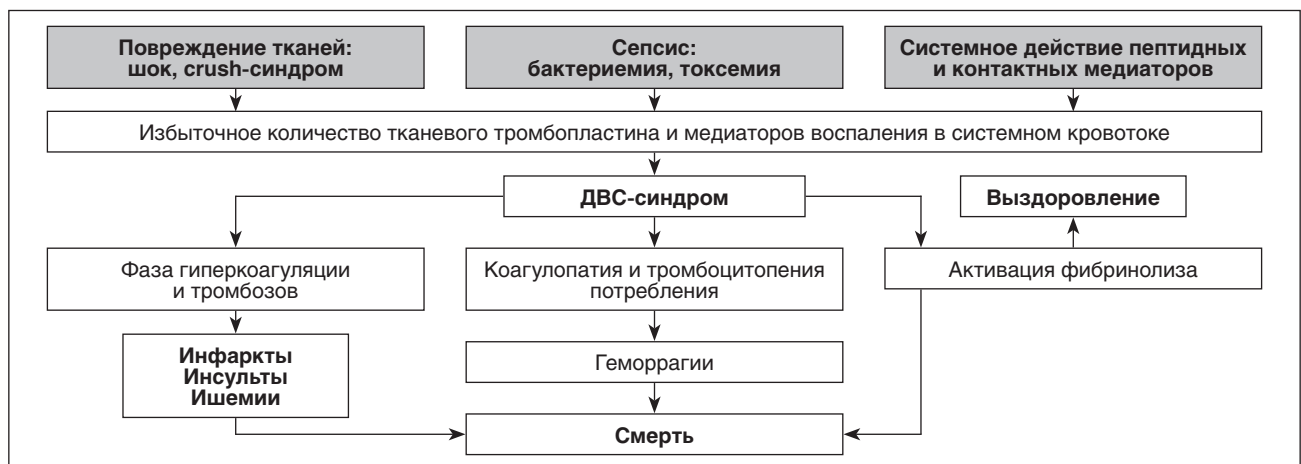 Повреждение тканей:
шок, crush-синдром
Сепсис:
бактериемия, токсемия
Системное действие пептидных
и контактных медиаторов
Избыточное количество тканевого тромбопластина и медиаторов воспаления в системном кровотоке
ДВС-синдром
Выздоровление
Фаза гиперкоагуляции
и тромбозов
Коагулопатия и тромбоцитопения
потребления
Активация фибринолиза
Инфаркты
Инсульты
Ишемии
Геморрагии
Смерть